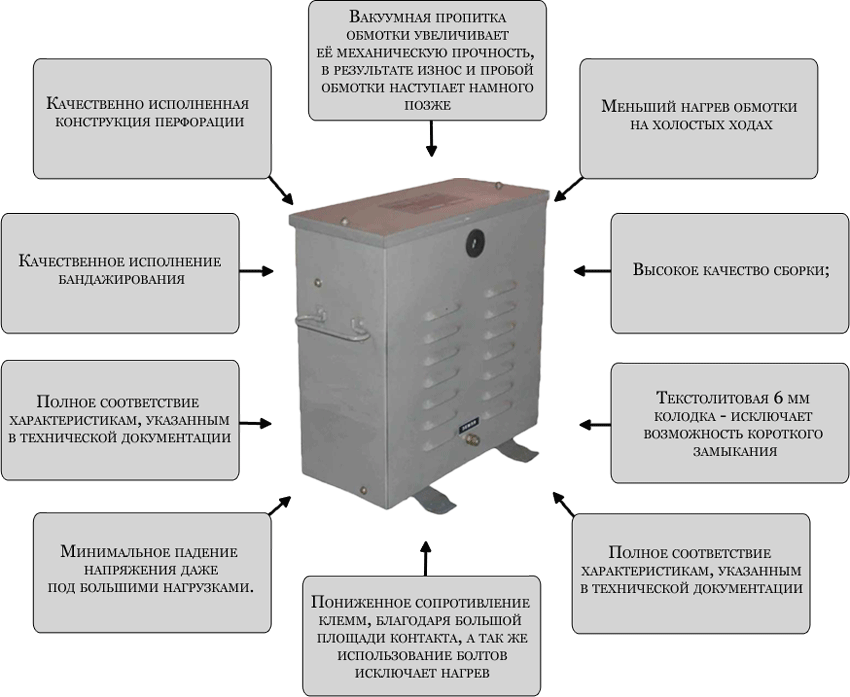 Вакуумная пропитка
обмотки увеличивает
её механическую прочность,
в результате износ и пробой
обмотки наступает намного
позже
Качественно исполненная
конструкция перфорации
Меньший нагрев обмотки
на холостых ходах
Качественное исполнение
бандажирования
Высокое качество сборки;
Полное соответствие
характеристикам, указанным
в технической документации
Текстолитовая 6 мм
колодка - исключает
возможность короткого
замыкания
Минимальное падение
напряжения даже
под большими нагрузками.
Полное соответствие
характеристикам, указанным
в технической документации
Пониженное сопротивление
клемм, благодаря большой
площади контакта, а так же
использование болтов
исключает нагрев